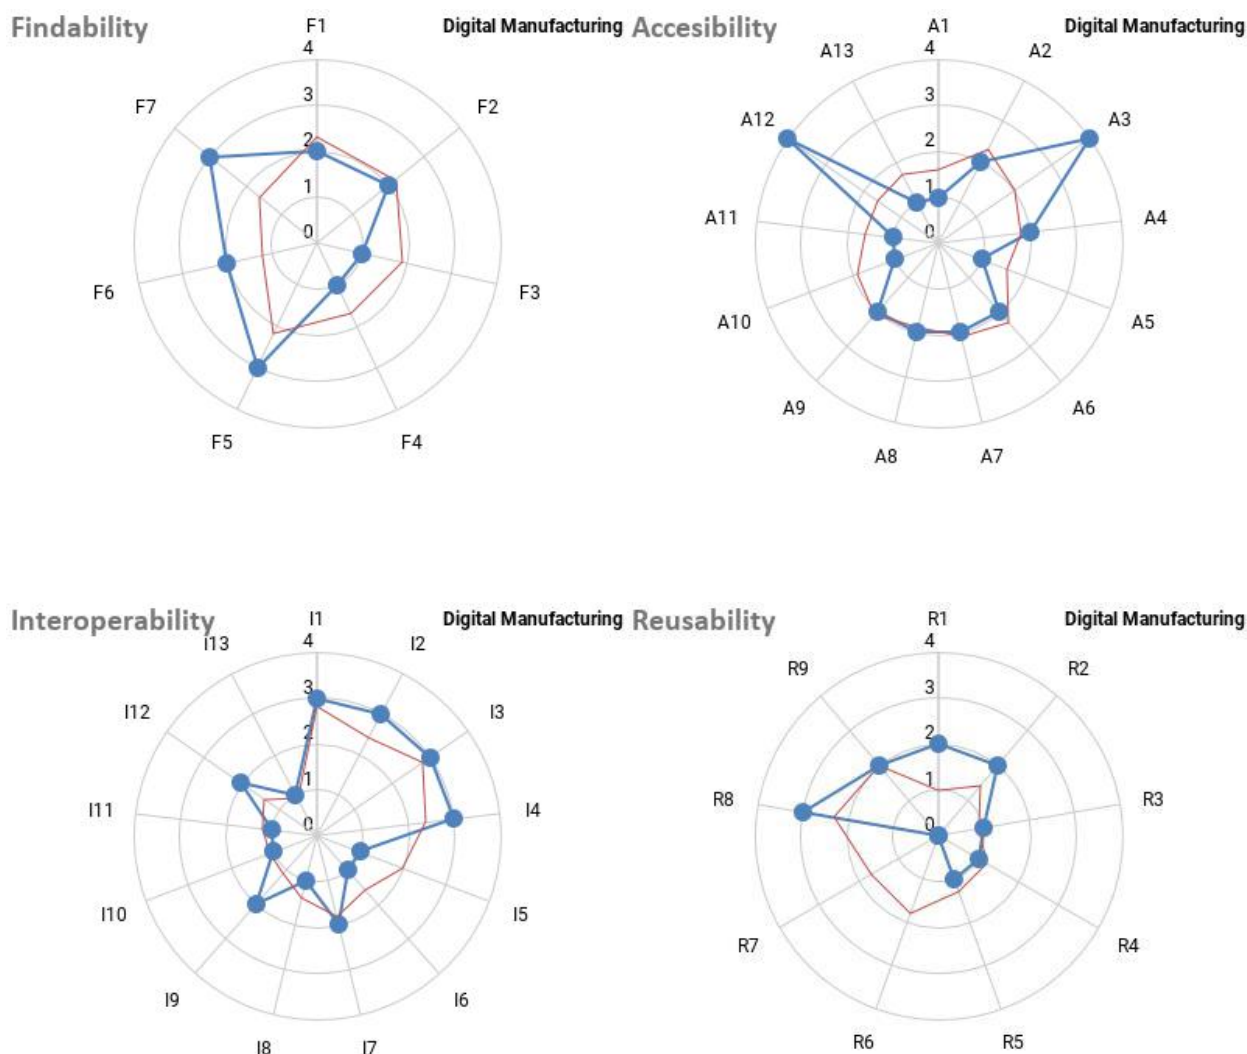 Findability
Digital Manufacturing
F1
4
3
2
1
0
F2
F3
F4
F5
F6
F7
Accesibility
Digital Manufacturing
A1
4
3
2
1
0
A2
A3
A4
A5
A6
A7
A8
A9
A10
A11
A12
A13
Interoperability
Digital Manufacturing
I1
4
3
2
1
0
I2
I3
I4
I5
I6
I7
I8
I9
I10
I11
I12
I13
Reusability
Digital Manufacturing
R1
4
3
2
1
0
R2
R3
R4
R5
R6
R7
R8
R9